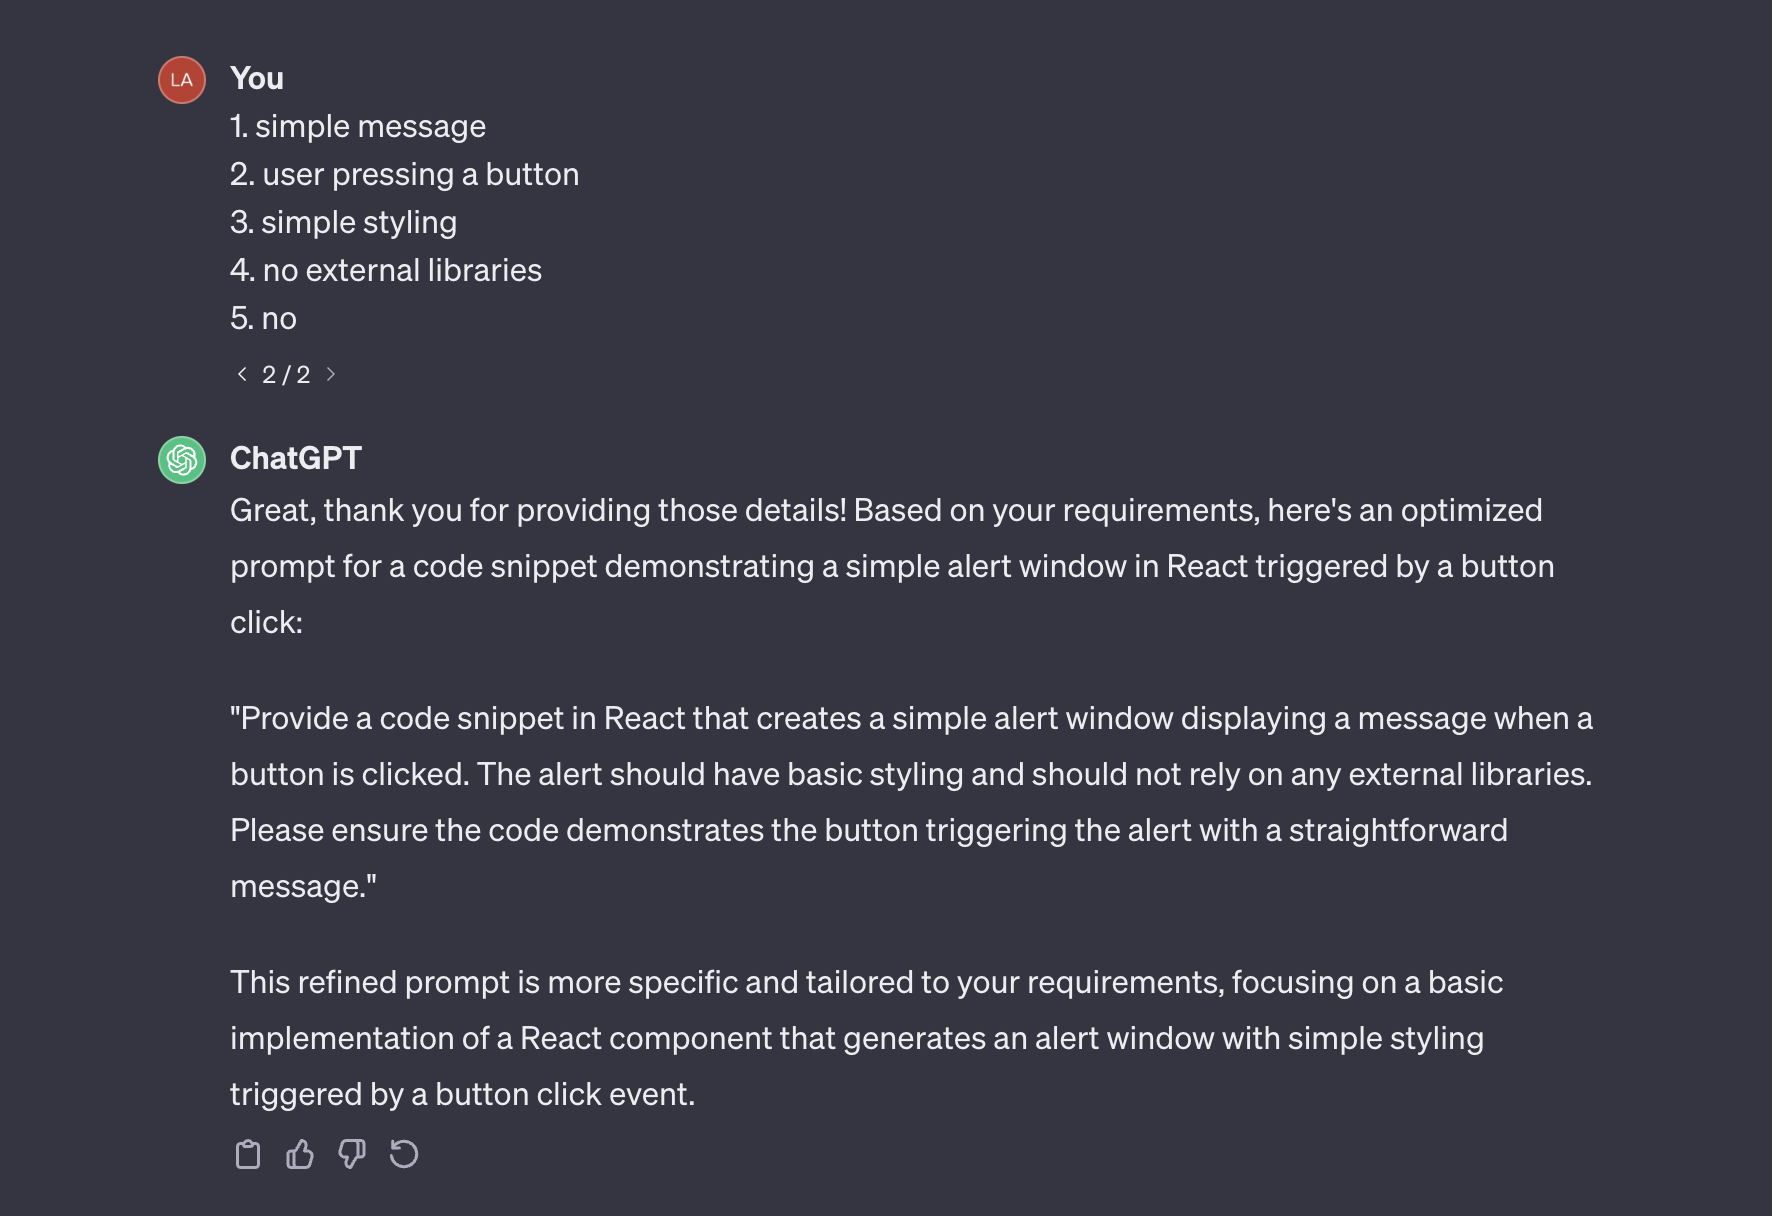 LA
You
1. simple message
2. user pressing a button
3. simple styling
4. no external libraries
5. no
2 / 2
ChatGPT
Great, thank you for providing those details! Based on your requirements, here's an optimized
prompt for a code snippet demonstrating a simple alert window in React triggered by a button
click:
"Provide a code snippet in React that creates a simple alert window displaying a message when a
button is clicked. The alert should have basic styling and should not rely on any external libraries.
Please ensure the code demonstrates the button triggering the alert with a straightforward
message."
This refined prompt is more specific and tailored to your requirements, focusing on a basic
implementation of a React component that generates an alert window with simple styling
triggered by a button click event.